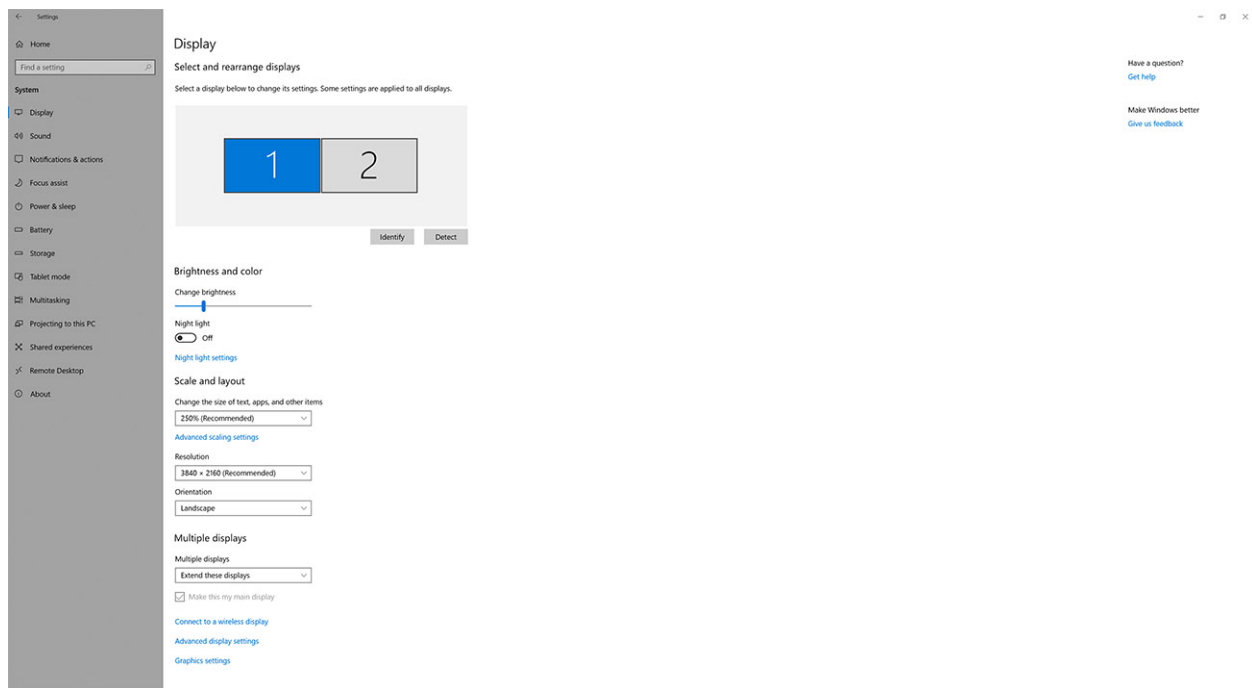 Settings
Home
Find a setting
System
Display
Sound
Notifications & actions
Focus assist
Power & sleep
Battery
Storage
Tablet mode
Multitasking
Projecting to this PC
Shared experiences
Remote Desktop
About
Display
Select and rearrange displays
Select a display below to change its settings. Some settings are applied to all displays.
1 2
Identify Detect
Brightness and color
Change brightness
Night light
Off
Night light settings
Scale and layout
Change the size of text, apps, and other items
250% (Recommended)
Advanced scaling settings
Resolution
3840 × 2160 (Recommended)
Orientation
Landscape
Multiple displays
Multiple displays
Extend these displays
Make this my main display
Connect to a wireless display
Advanced display settings
Graphics settings
Have a question?
Get help
Make Windows better
Give us feedback